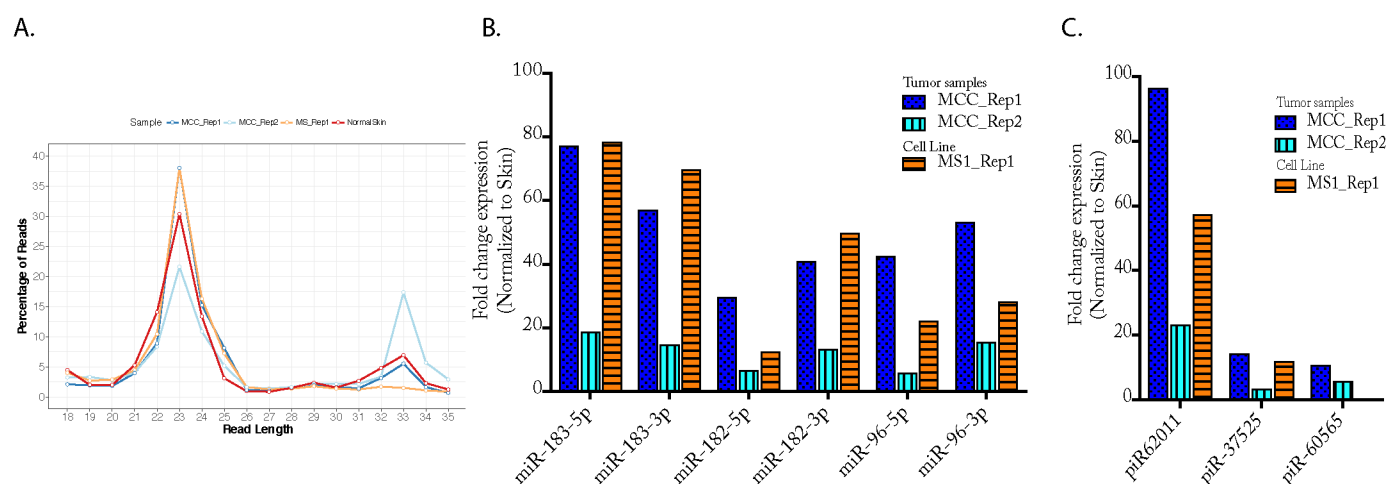 A.
Sample MCC_Rep1 MCC_Rep2 MS_Rep1 NormalSkin
Percentage of Reads
40
35
30
25
20
15
10
5
0
18 19 20 21 22 23 24 25 26 27 28 29 30 31 32 33 34 35
Read Length
B.
Fold change expression
(Normalized to Skin)
100
80
60
40
20
0
Tumor samples
MCC_Rep1
MCC_Rep2
Cell Line
MS1_Rep1
miR-183-5p
miR-183-3p
miR-182-5p
miR-182-3p
miR-96-5p
miR-96-3p
C.
Fold change expression
(Normalized to Skin)
100
80
60
40
20
0
Tumor samples
MCC_Rep1
MCC_Rep2
Cell Line
MS1_Rep1
piR62011
piR-37525
piR-60565